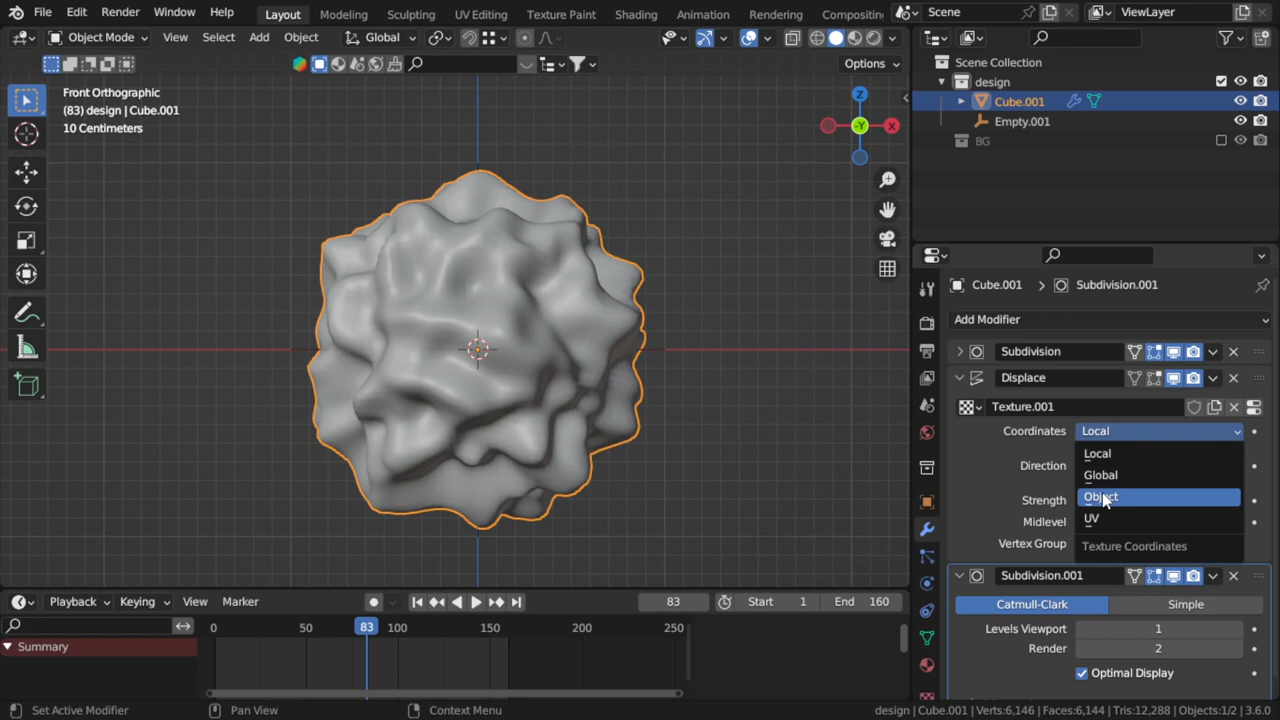 File Edit Render Window Help Layout Modeling Sculpting UV Editing Texture Paint Shading Animation Rendering Compositin Scene ViewLayer
Object Mode View Select Add Object Global
Options
Front Orthographic
(83) design | Cube.001
10 Centimeters
Z
-Y
X
Scene Collection
design
Cube.001
Empty.001
BG
Cube.001 > Subdivision.001
Add Modifier
Subdivision
Displace
Texture.001
Coordinates Local
Local
Global
Direction
Object
Strength
UV
Midlevel
Vertex Group
Texture Coordinates
Subdivision.001
Catmull-Clark Simple
Levels Viewport 1
Render 2
Optimal Display
Playback Keying View Marker 83 Start 1 End 160
0 50 83 100 150 200 250
Summary
Set Active Modifier Pan View Context Menu design | Cube.001 | Verts:6,146 | Faces:6,144 | Tris:12,288 | Objects:1/2 | 3.6.0